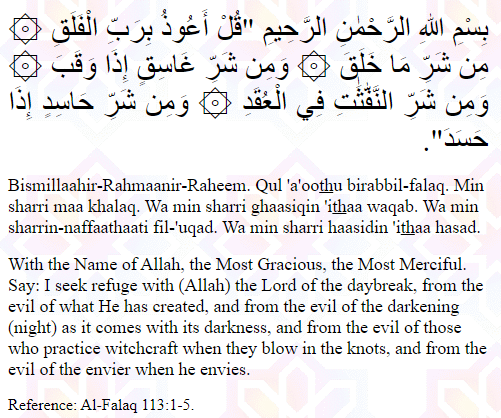 بِسْمِ اللهِ الرَّحْمٰنِ الرَّحِيمِ "قُلْ أَعُوذُ بِرَبِّ الْفَلَقِ ۞
مِن شَرِّ مَا خَلَقَ ۞ وَمِن شَرِّ غَاسِقٍ إِذَا وَقَبَ ۞
وَمِن شَرِّ النَّفَّٰثَٰتِ فِي الْعُقَدِ ۞ وَمِن شَرِّ حَاسِدٍ إِذَا
حَسَدَ".
Bismillaahir-Rahmaanir-Raheem. Qul 'a'oothu birabbil-falaq. Min
sharri maa khalaq. Wa min sharri ghaasiqin 'ithaa waqab. Wa min
sharrin-naffaathaati fil-'uqad. Wa min sharri haasidin 'ithaa hasad.
With the Name of Allah, the Most Gracious, the Most Merciful.
Say: I seek refuge with (Allah) the Lord of the daybreak, from the
evil of what He has created, and from the evil of the darkening
(night) as it comes with its darkness, and from the evil of those
who practice witchcraft when they blow in the knots, and from the
evil of the envier when he envies.
Reference: Al-Falaq 113:1-5.